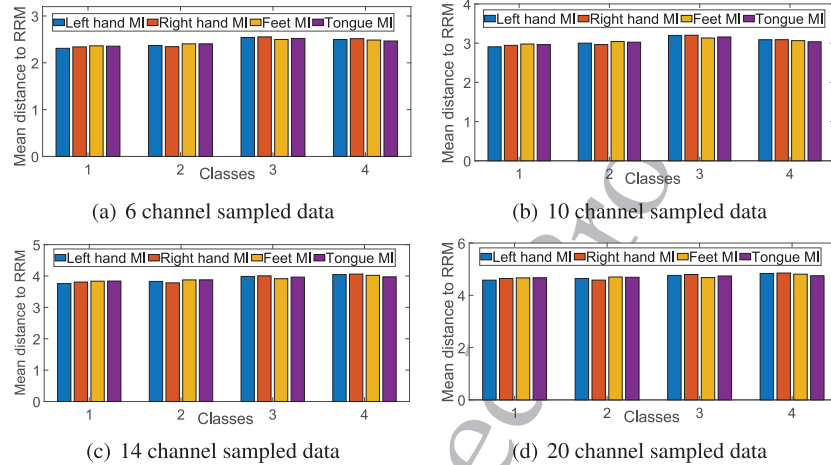 3
2
1
0
Mean distance to RRM
Left hand MI Right hand MI Feet MI Tongue MI
1 2 3 4
Classes
(a) 6 channel sampled data
10
8
6
4
2
0
Mean distance to RRM
Left hand MI Right hand MI Feet MI Tongue MI
1 2 3 4
Classes
(b) 10 channel sampled data
5
4
3
2
1
0
Mean distance to RRM
Left hand MI Right hand MI Feet MI Tongue MI
1 2 3 4
Classes
(c) 14 channel sampled data
6
4
2
0
Mean distance to RRM
Left hand MI Right hand MI Feet MI Tongue MI
1 2 3 4
Classes
(d) 20 channel sampled data